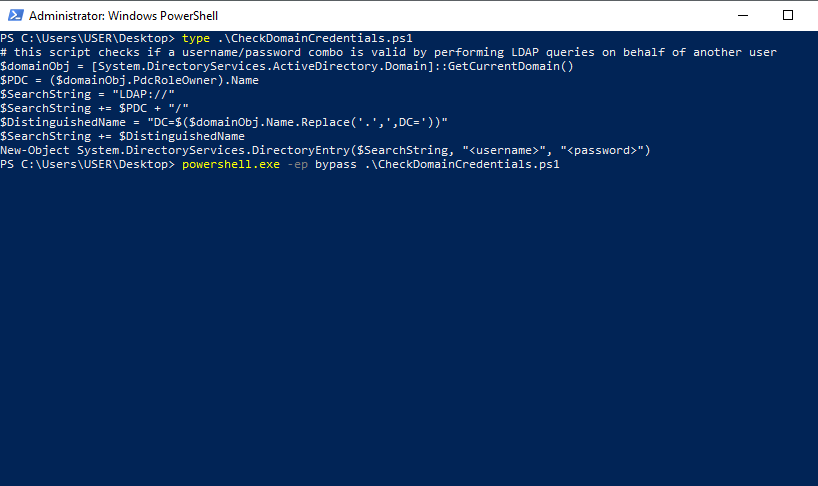 Administrator: Windows PowerShell
PS C:\Users\USER\Desktop> type .\CheckDomainCredentials.ps1
# this script checks if a username/password combo is valid by performing LDAP queries on behalf of another user
$domainObj = [System.DirectoryServices.ActiveDirectory.Domain]::GetCurrentDomain()
$PDC = ($domainObj.PdcRoleOwner).Name
$SearchString = "LDAP://"
$SearchString += $PDC + "/"
$DistinguishedName = "DC=$($domainObj.Name.Replace('.',',DC='))"
$SearchString += $DistinguishedName
New-Object System.DirectoryServices.DirectoryEntry($SearchString, "<username>", "<password>")
PS C:\Users\USER\Desktop> powershell.exe -ep bypass .\CheckDomainCredentials.ps1